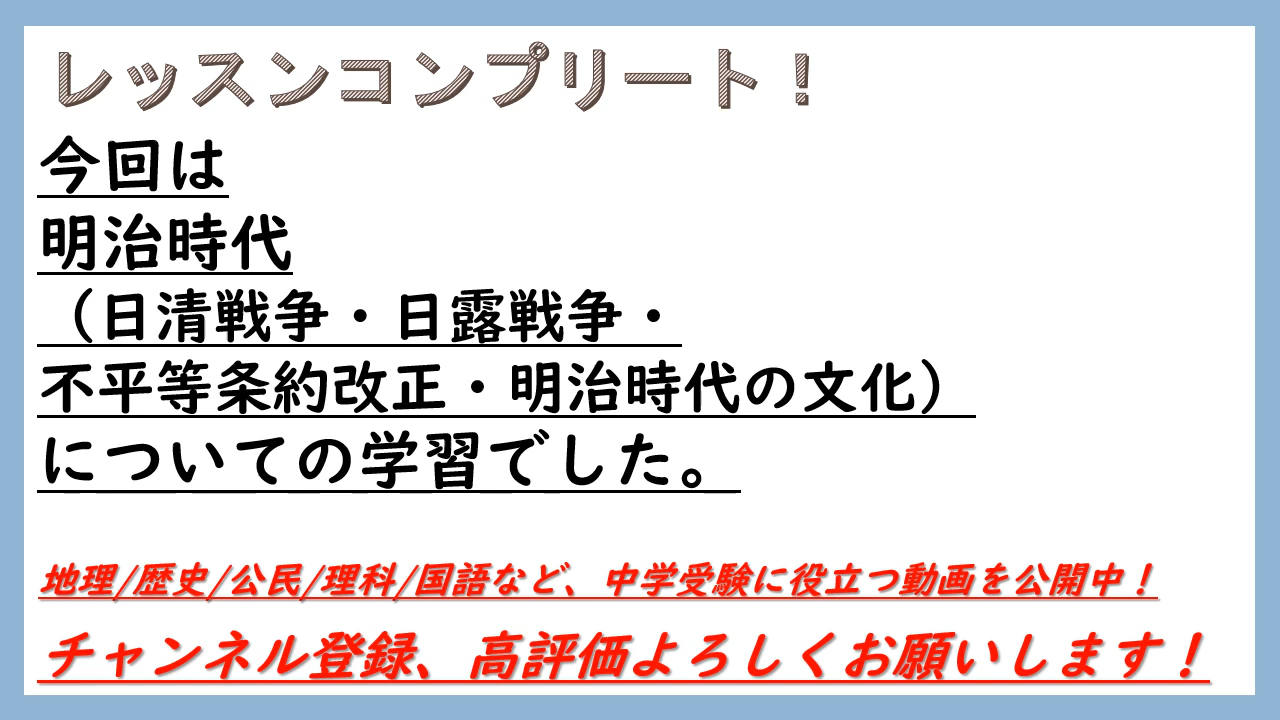 レッスンコンプリート！
今回は
明治時代
（日清戦争・日露戦争・
不平等条約改正・明治時代の文化）
についての学習でした。
地理/歴史/公民/理科/国語など、中学受験に役立つ動画を公開中！
チャンネル登録、高評価よろしくお願いします！